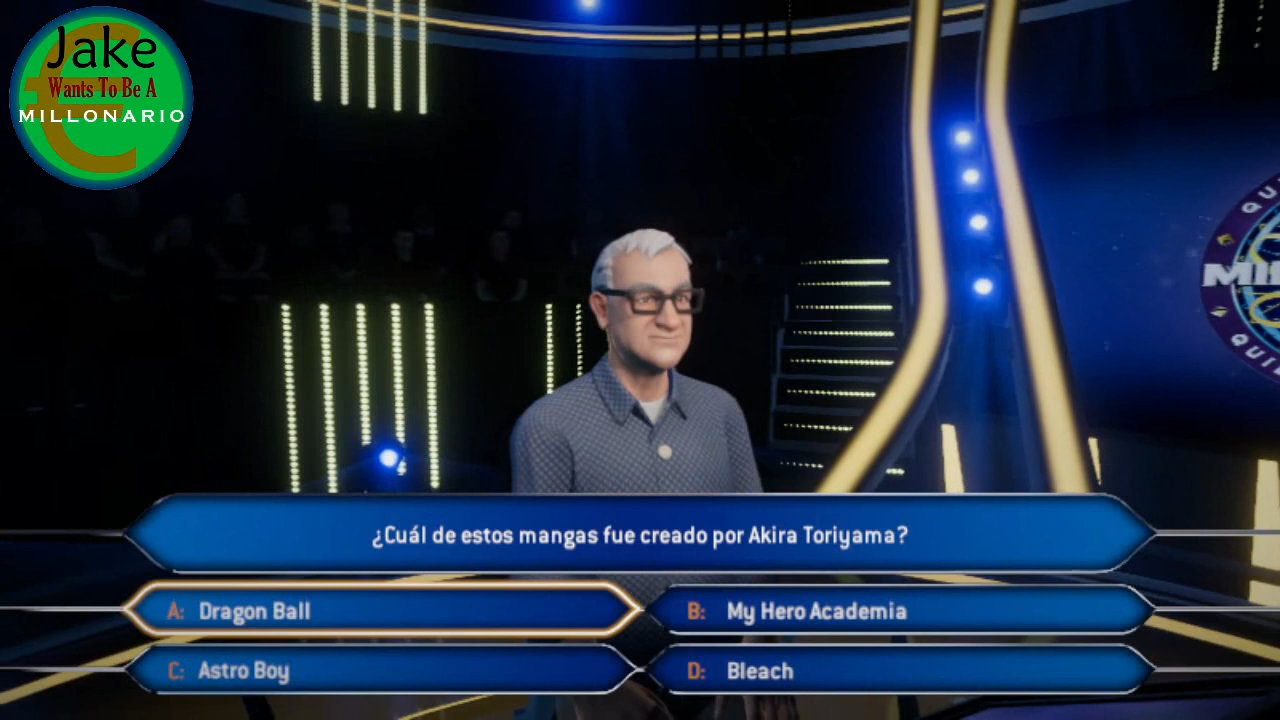 Jake
Wants To Be A
MILLONARIO
¿Cuál de estos mangas fue creado por Akira Toriyama?
A: Dragon Ball
B: My Hero Academia
C: Astro Boy
D: Bleach